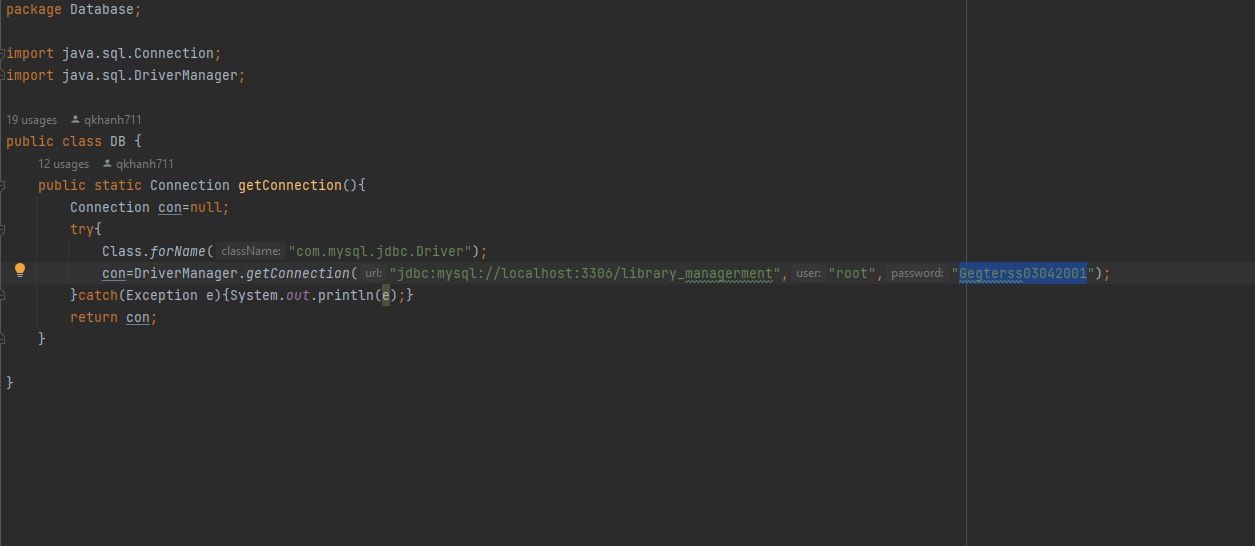 package Database;
import java.sql.Connection;
import java.sql.DriverManager;
19 usages qkhanh711
public class DB {
12 usages qkhanh711
public static Connection getConnection(){
Connection con=null;
try{
Class.forName( className: "com.mysql.jdbc.Driver");
con=DriverManager.getConnection( url: "jdbc:mysql://localhost:3306/library_managerment", user: "root", password: "Geqterss03042001");
}catch(Exception e){System.out.println(e);}
return con;
}
}